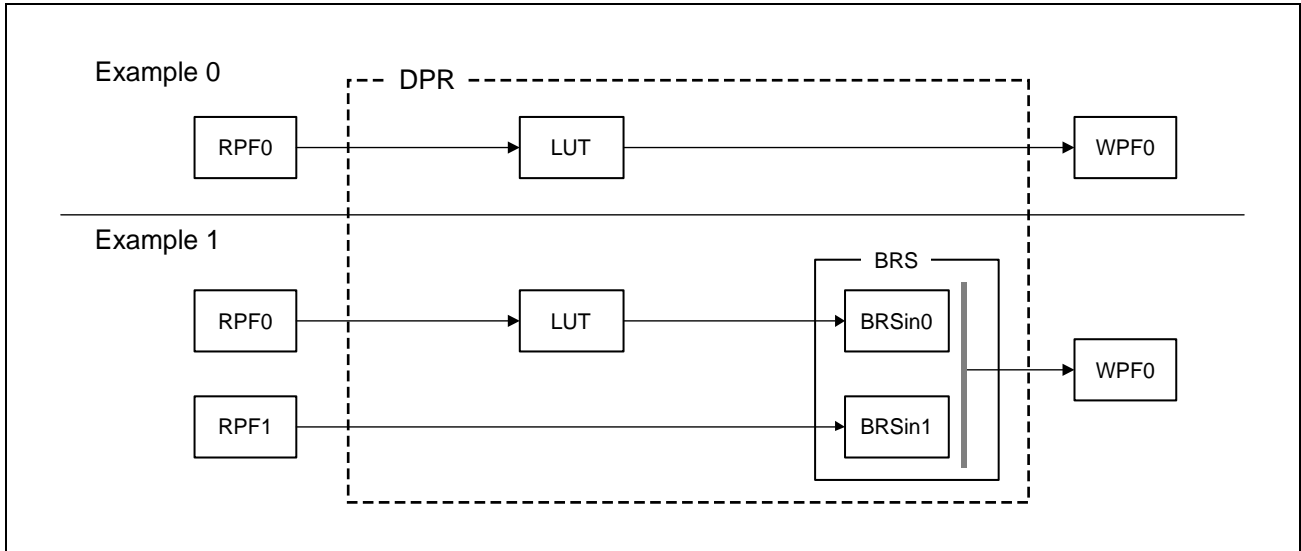 Example 0
DPR
RPF0
LUT
WPF0
Example 1
BRS
RPF0
LUT
BRSin0
WPF0
RPF1
BRSin1